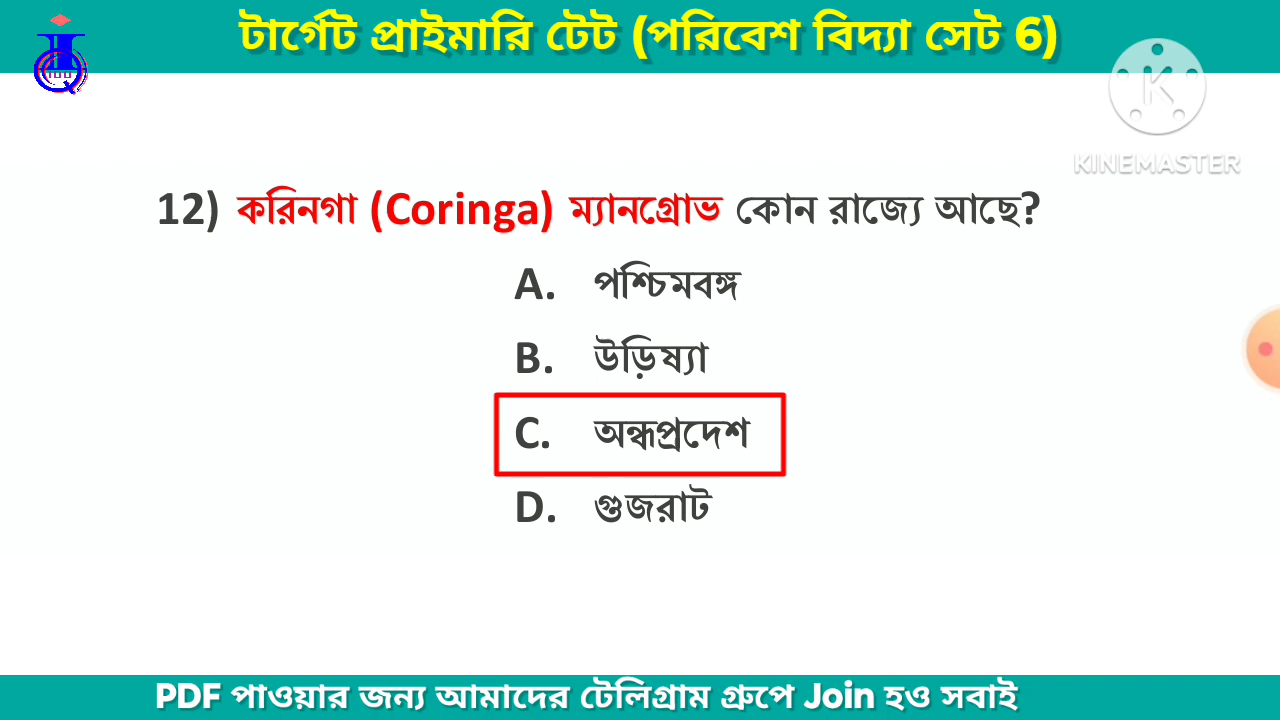 টার্গেট প্রাইমারি টেট (পরিবেশ বিদ্যা সেট 6)
K
KINEMASTER
12) করিনগা (Coringa) ম্যানগ্রোভ কোন রাজ্যে আছে?
A. পশ্চিমবঙ্গ
B. উড়িষ্যা
C. অন্ধপ্রদেশ
D. গুজরাট
PDF পাওয়ার জন্য আমাদের টেলিগ্রাম গ্রুপে Join হও সবাই